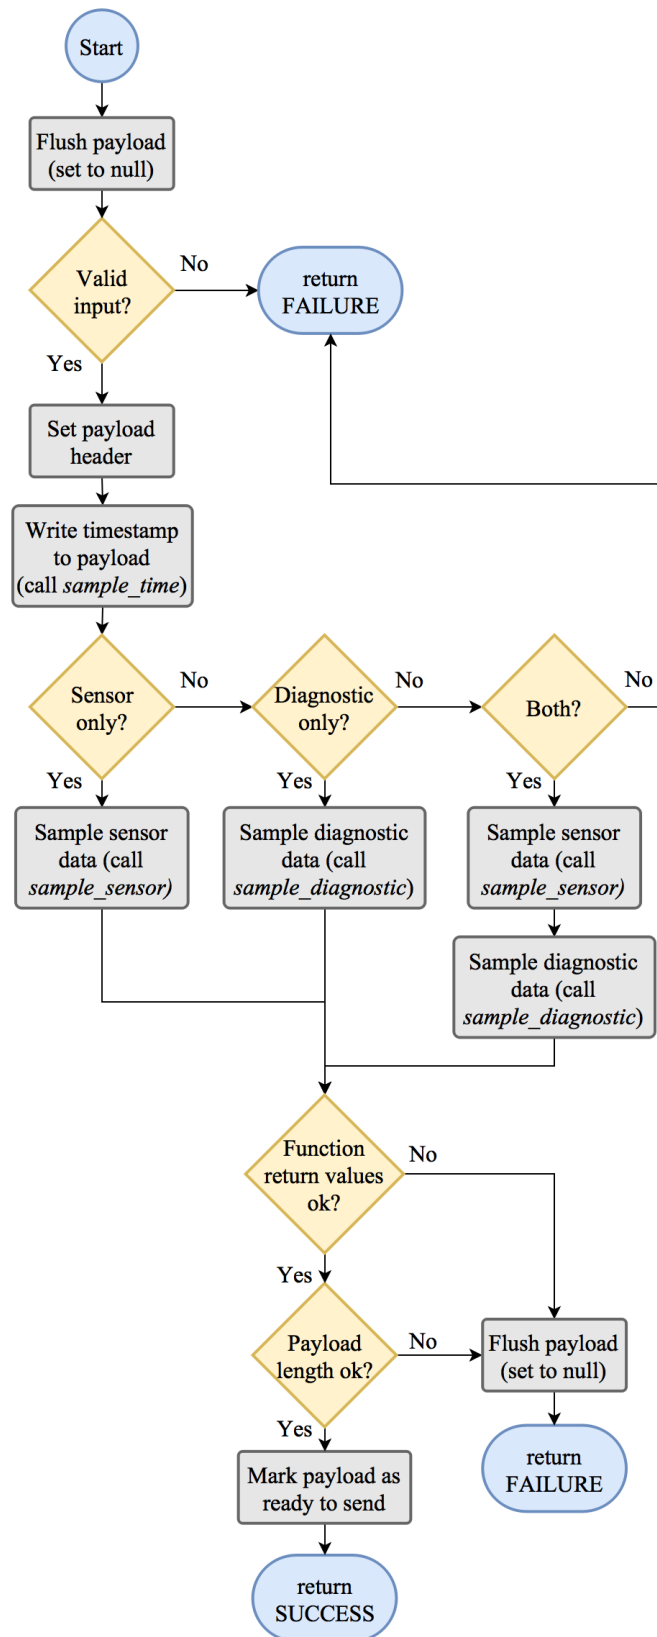 Start
Flush payload
(set to null)
Valid
input?
No
return
FAILURE
Yes
Set payload
header
Write timestamp
to payload
(call sample_time)
Sensor
only?
No
Diagnostic
only?
No
Both?
No
Yes
Yes
Yes
Sample sensor
data (call
sample_sensor)
Sample diagnostic
data (call
sample_diagnostic)
Sample sensor
data (call
sample_sensor)
Sample diagnostic
data (call
sample_diagnostic)
Function
return values
ok?
No
Yes
Payload
length ok?
No
Flush payload
(set to null)
Yes
return
FAILURE
Mark payload as
ready to send
return
SUCCESS